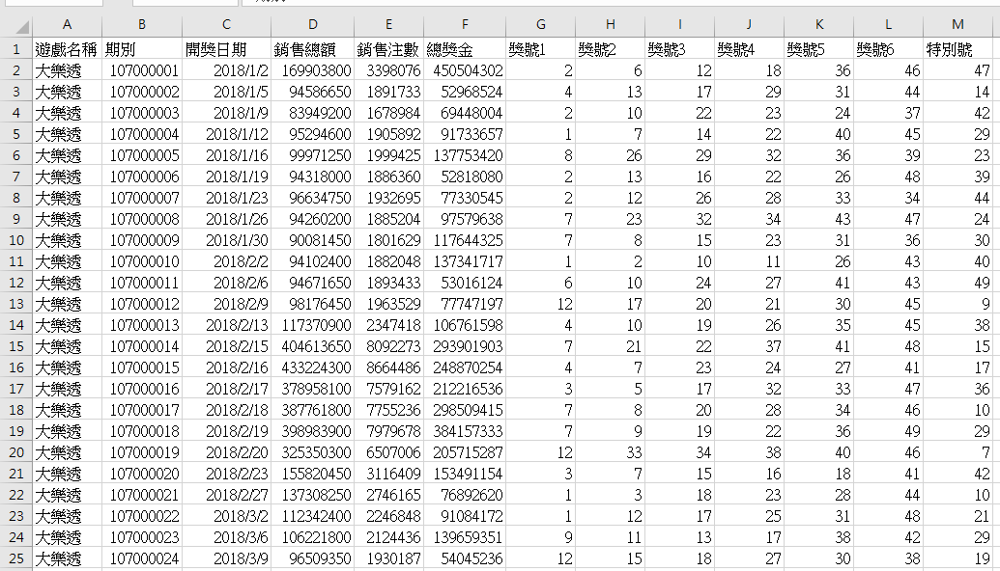 A B C D E F G H I J K L M
1 遊戲名稱 期別 開獎日期 銷售總額 銷售注數 總獎金 獎號1 獎號2 獎號3 獎號4 獎號5 獎號6 特別號
2 大樂透 107000001 2018/1/2 169903800 3398076 450504302 2 6 12 18 36 46 47
3 大樂透 107000002 2018/1/5 94586650 1891733 52968524 4 13 17 29 31 44 14
4 大樂透 107000003 2018/1/9 83949200 1678984 69448004 2 10 22 23 24 37 42
5 大樂透 107000004 2018/1/12 95294600 1905892 91733657 1 7 14 22 40 45 29
6 大樂透 107000005 2018/1/16 99971250 1999425 137753420 8 26 29 32 36 39 23
7 大樂透 107000006 2018/1/19 94318000 1886360 52818080 2 13 16 22 26 48 39
8 大樂透 107000007 2018/1/23 96634750 1932695 77330545 2 12 26 28 33 34 44
9 大樂透 107000008 2018/1/26 94260200 1885204 97579638 7 23 32 34 43 47 24
10 大樂透 107000009 2018/1/30 90081450 1801629 117644325 7 8 15 23 31 36 30
11 大樂透 107000010 2018/2/2 94102400 1882048 137341717 1 2 10 11 26 43 40
12 大樂透 107000011 2018/2/6 94671650 1893433 53016124 6 10 24 27 41 43 49
13 大樂透 107000012 2018/2/9 98176450 1963529 77747197 12 17 20 21 30 45 9
14 大樂透 107000013 2018/2/13 117370900 2347418 106761598 4 10 19 26 35 45 38
15 大樂透 107000014 2018/2/15 404613650 8092273 293901903 7 21 22 37 41 48 15
16 大樂透 107000015 2018/2/16 433224300 8664486 248870254 4 7 23 24 27 41 17
17 大樂透 107000016 2018/2/17 378958100 7579162 212216536 3 5 17 32 33 47 36
18 大樂透 107000017 2018/2/18 387761800 7755236 298509415 7 8 20 28 34 46 10
19 大樂透 107000018 2018/2/19 398983900 7979678 384157333 7 9 19 22 36 49 29
20 大樂透 107000019 2018/2/20 325350300 6507006 205715287 12 33 34 38 40 46 7
21 大樂透 107000020 2018/2/23 155820450 3116409 153491154 3 7 15 16 18 41 42
22 大樂透 107000021 2018/2/27 137308250 2746165 76892620 1 3 18 23 28 44 10
23 大樂透 107000022 2018/3/2 112342400 2246848 91084172 1 12 17 25 31 48 21
24 大樂透 107000023 2018/3/6 106221800 2124436 139659351 9 11 13 17 38 42 29
25 大樂透 107000024 2018/3/9 96509350 1930187 54045236 12 15 18 27 30 38 19